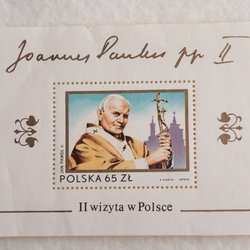 Joannes Paulus pp II
JAN PAWEŁ II
POLSKA 65 ZŁ
II wizyta w Polsce